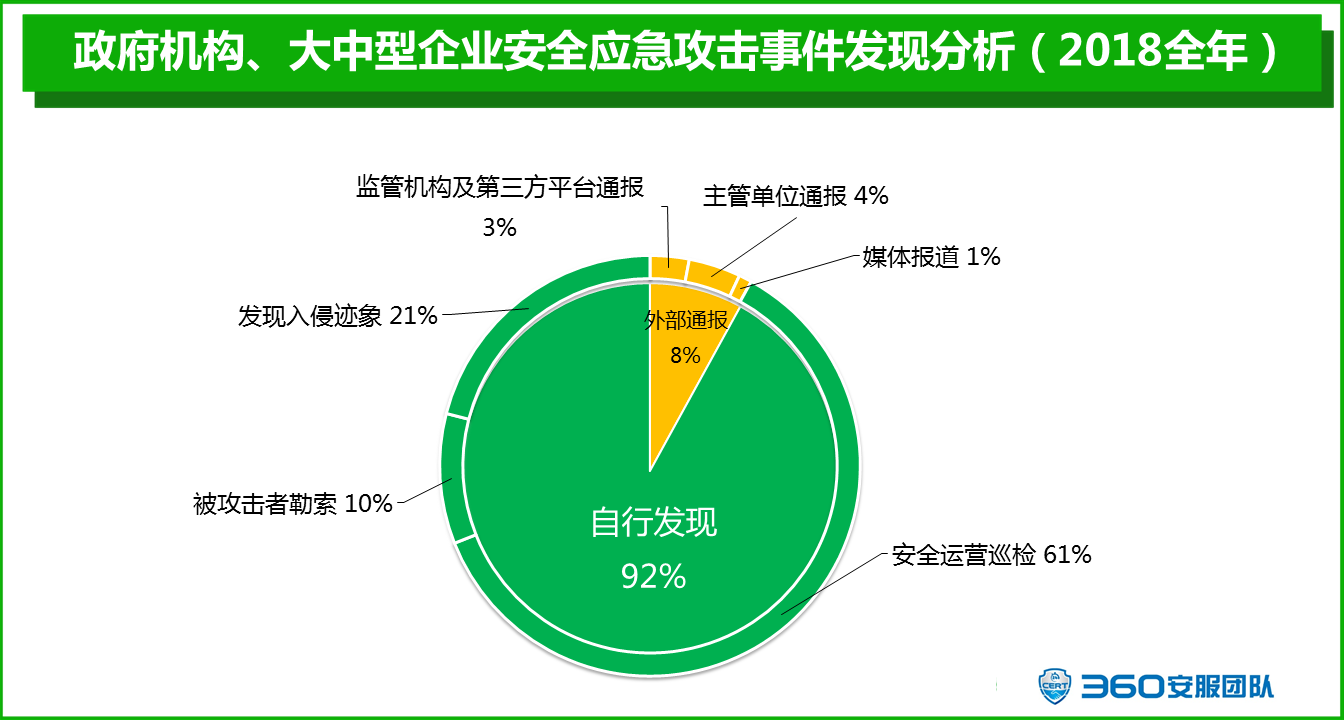 政府机构、大中型企业安全应急攻击事件发现分析（2018全年）
监管机构及第三方平台通报
3%
主管单位通报 4%
媒体报道 1%
发现入侵迹象 21%
外部通报
8%
被攻击者勒索 10%
自行发现
92%
安全运营巡检 61%
CERT 360安服团队